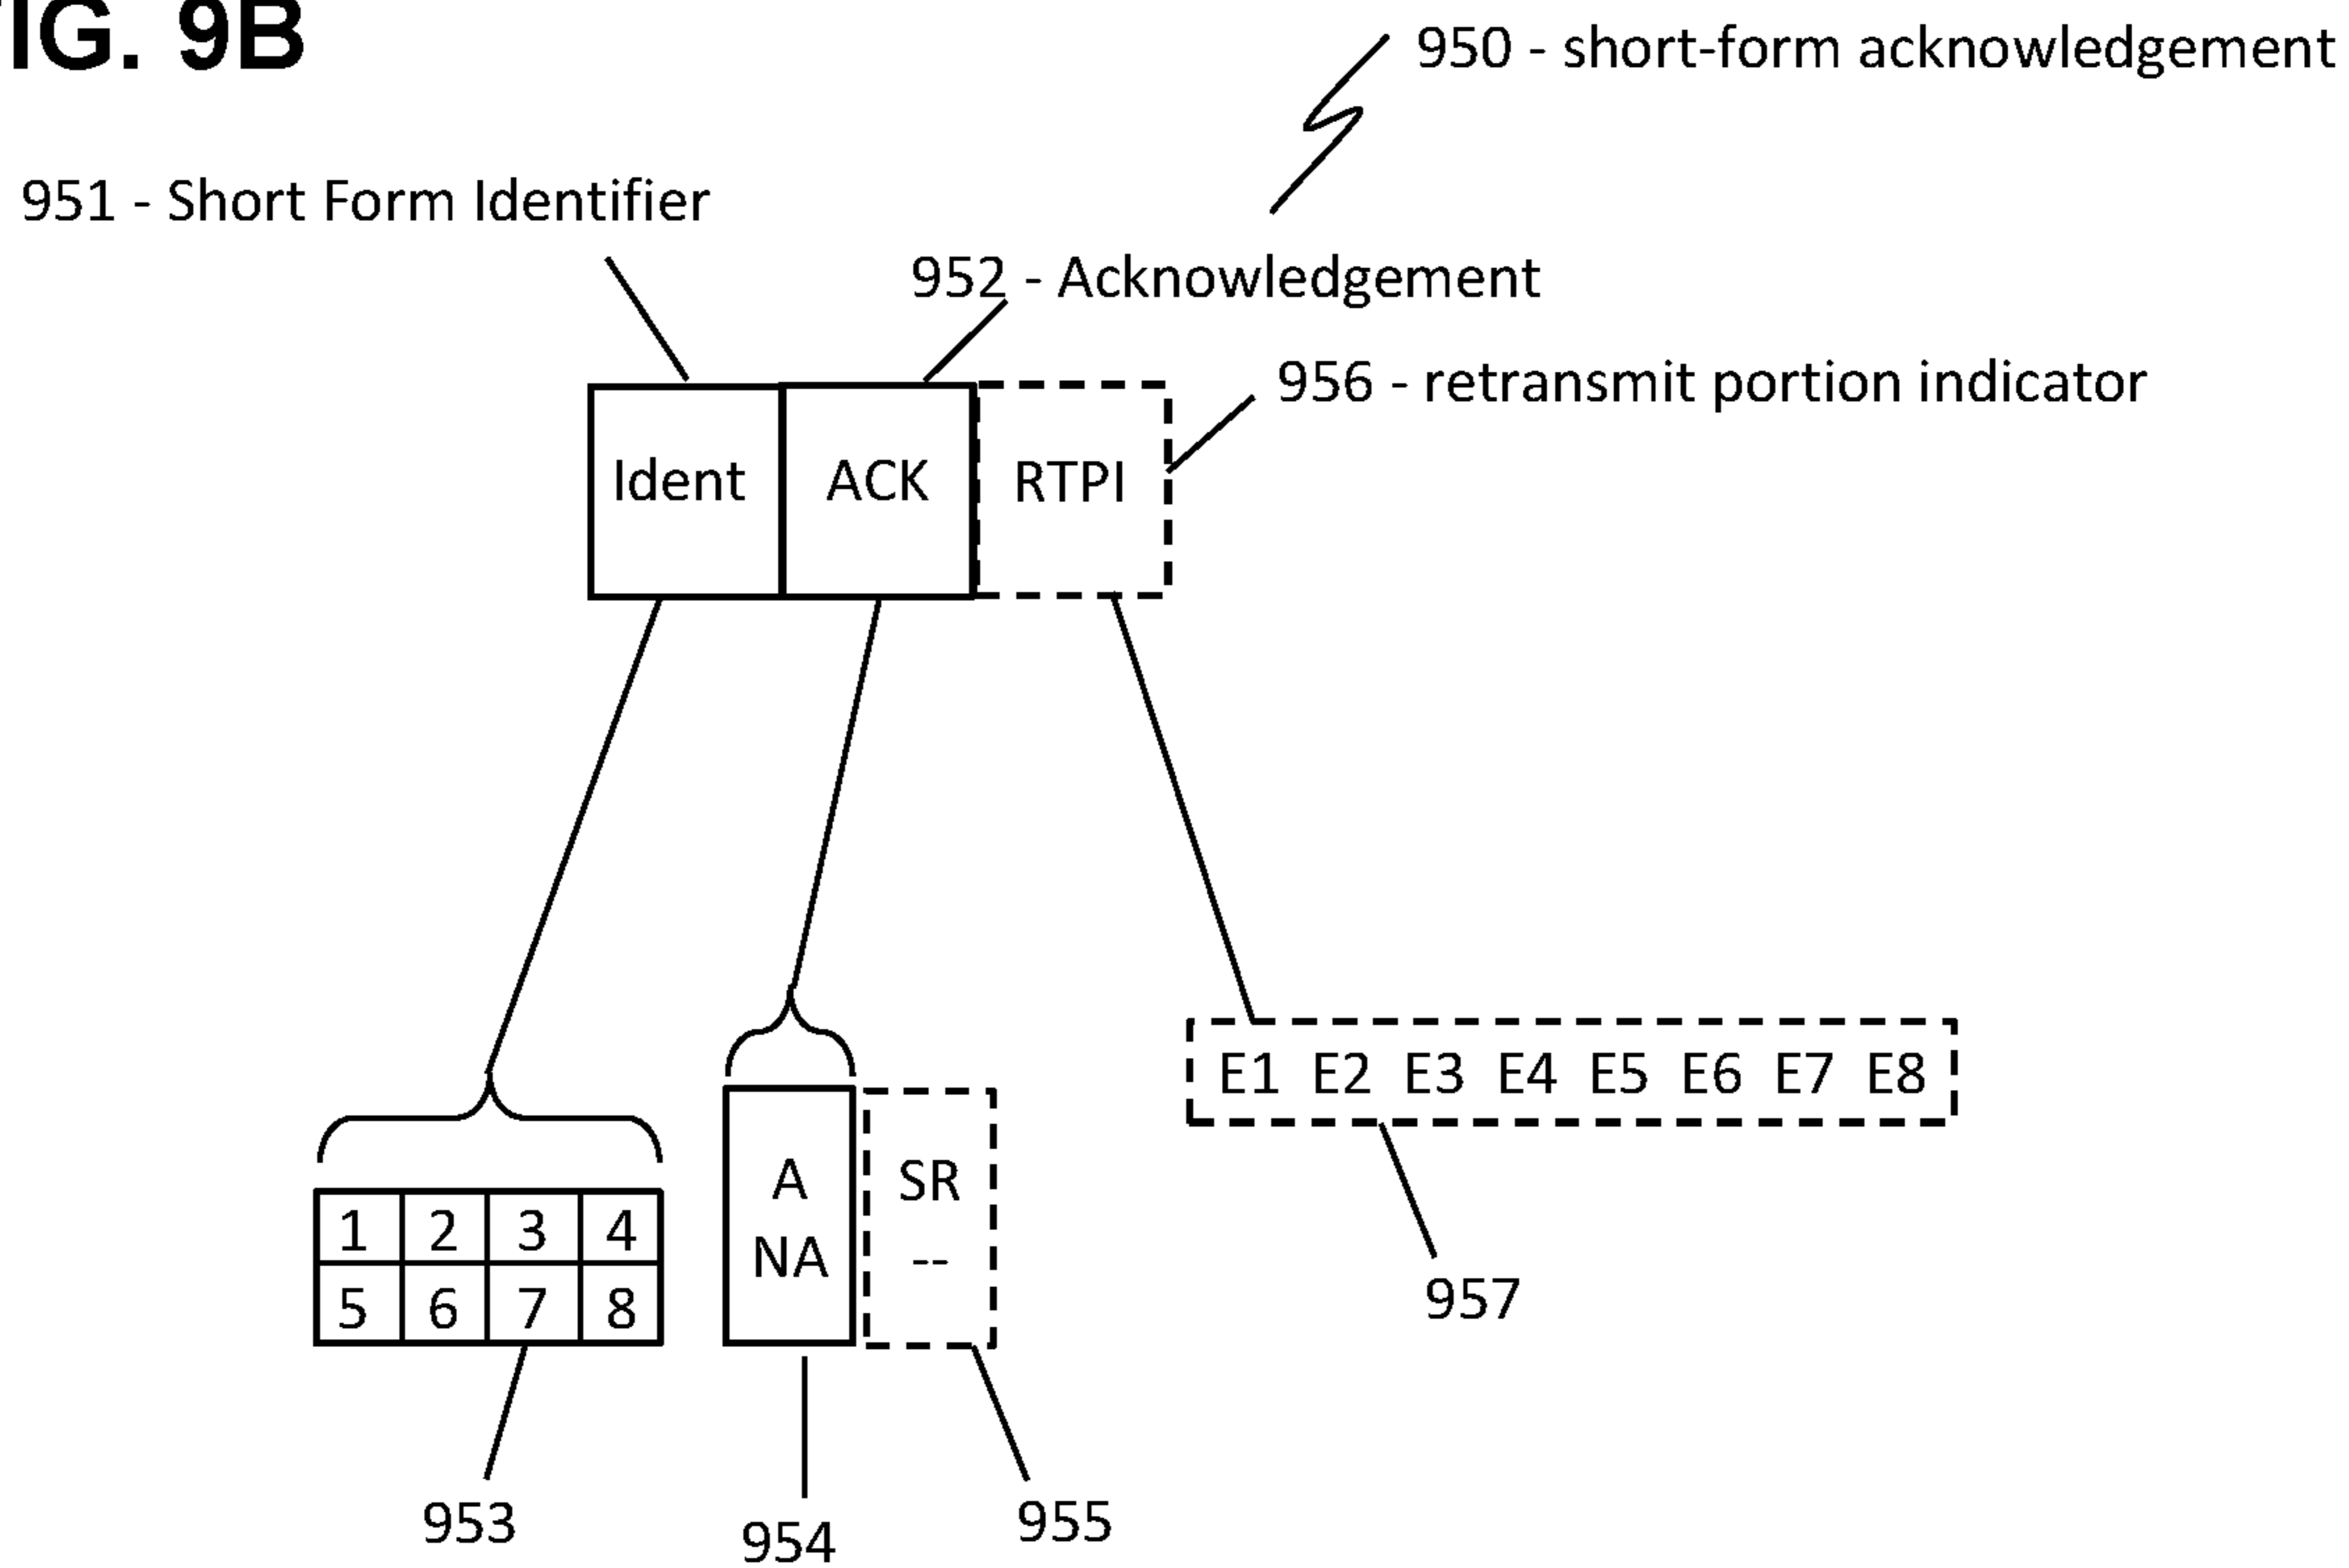 IG. 9B
950 - short-form acknowledgement
951 - Short Form Identifier
952 - Acknowledgement
956 - retransmit portion indicator
Ident ACK RTPI
E1 E2 E3 E4 E5 E6 E7 E8
957
1 2 3 4
5 6 7 8
A
NA
SR
--
953
954
955